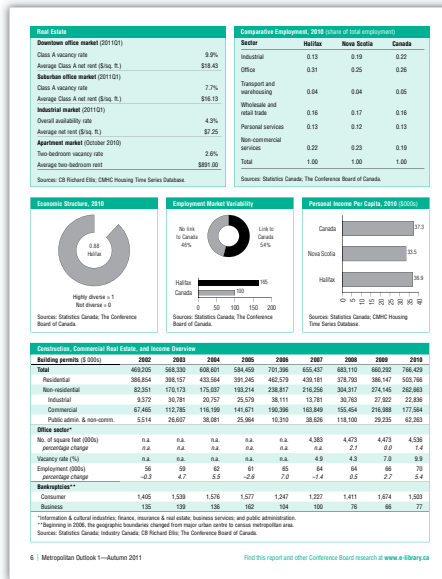 Real Estate
Downtown office market (2011Q1)
Class A vacancy rate 9.9%
Average Class A net rent ($/sq. ft.) $18.43
Suburban office market (2011Q1)
Class A vacancy rate 7.7%
Average Class A net rent ($/sq. ft.) $16.13
Industrial market (2011Q1)
Overall availability rate 4.3%
Average net rent ($/sq. ft.) $7.25
Apartment market (October 2010)
Two-bedroom vacancy rate 2.6%
Average two-bedroom rent $891.00
Sources: CB Richard Ellis; CMHC Housing Time Series Database.
Comparative Employment, 2010 (share of total employment)
Sector Halifax Nova Scotia Canada
Industrial 0.13 0.19 0.22
Office 0.31 0.25 0.26
Transport and
warehousing 0.04 0.04 0.05
Wholesale and
retail trade 0.16 0.17 0.16
Personal services 0.13 0.12 0.13
Non-commercial
services 0.22 0.23 0.19
Total 1.00 1.00 1.00
Sources: Statistics Canada; The Conference Board of Canada.
Economic Structure, 2010
0.88
Halifax
Highly diverse = 1
Not diverse = 0
Sources: Statistics Canada; The Conference
Board of Canada.
Employment Market Variability
No link
to Canada
46%
Link to
Canada
54%
Halifax 165
Canada 100
0 50 100 150 200
Sources: Statistics Canada; The Conference
Board of Canada.
Personal Income Per Capita, 2010 ($000s)
Canada 37.3
Nova Scotia 33.5
Halifax 36.9
0 5 10 15 20 25 30 35 40
Sources: Statistics Canada; CMHC Housing
Time Series Database.
Construction, Commercial Real Estate, and Income Overview
Building permits ($ 000s) 2002 2003 2004 2005 2006 2007 2008 2009 2010
Total 469,205 568,330 608,601 584,459 701,396 655,437 683,110 660,292 766,429
Residential 386,854 398,157 433,564 391,245 462,579 439,181 378,793 386,147 503,766
Non-residential 82,351 170,173 175,037 193,214 238,817 216,256 304,317 274,145 262,663
Industrial 9,372 30,781 20,757 25,579 38,111 13,781 30,763 27,922 22,836
Commercial 67,465 112,785 116,199 141,671 190,396 163,849 155,454 216,988 177,564
Public admin. & non-comm. 5,514 26,607 38,081 25,964 10,310 38,626 118,100 29,235 62,263
Office sector*
No. of square feet (000s) n.a. n.a. n.a. n.a. n.a. 4,383 4,473 4,473 4,536
percentage change n.a. n.a. n.a. n.a. n.a. n.a. 2.1 0.0 1.4
Vacancy rate (%) n.a. n.a. n.a. n.a. n.a. 4.9 4.3 7.0 9.9
Employment (000s) 56 59 62 61 65 64 64 66 70
percentage change –0.3 4.7 5.5 –2.6 7.0 –1.4 0.5 2.7 5.4
Bankruptcies**
Consumer 1,405 1,539 1,576 1,577 1,247 1,227 1,411 1,674 1,503
Business 135 139 136 162 104 100 76 66 77
*Information & cultural industries; finance, insurance & real estate; business services; and public administration.
**Beginning in 2006, the geographic boundaries changed from major urban centre to census metropolitan area.
Sources: Statistics Canada; Industry Canada; CB Richard Ellis; The Conference Board of Canada.
6 | Metropolitan Outlook 1—Autumn 2011
Find this report and other Conference Board research at www.e-library.ca